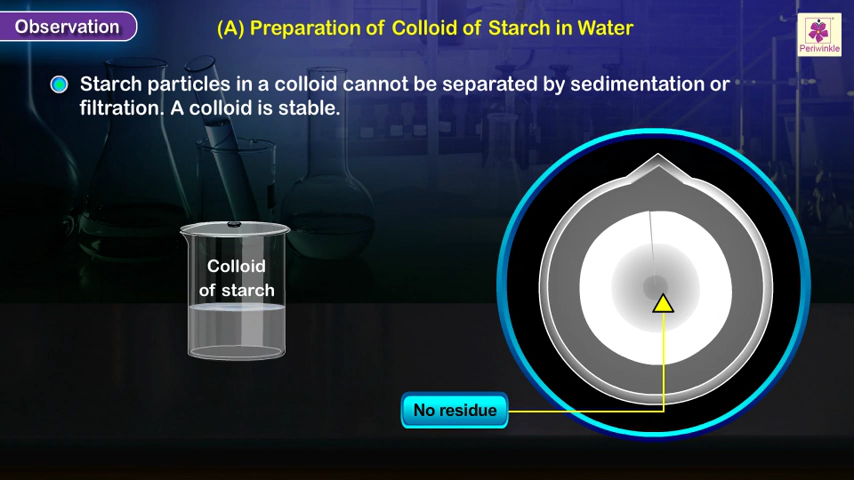 Observation
(A) Preparation of Colloid of Starch in Water
Periwinkle
Starch particles in a colloid cannot be separated by sedimentation or
filtration. A colloid is stable.
Colloid
of starch
No residue